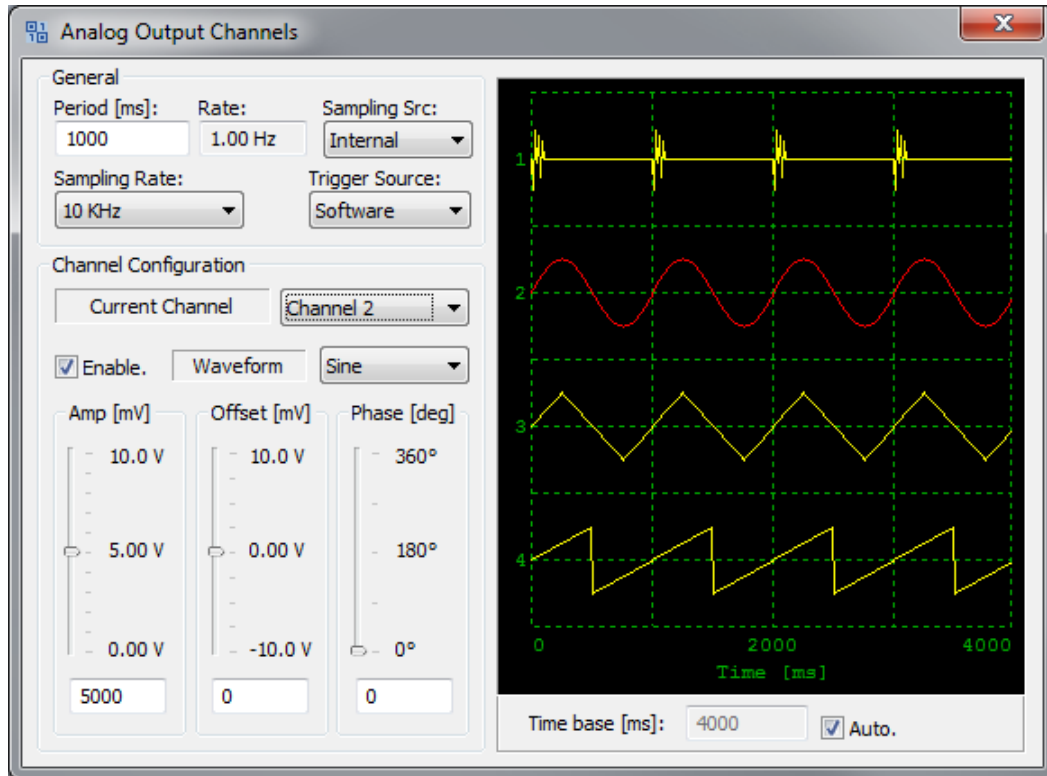 Analog Output Channels
General
Period [ms]: Rate: Sampling Src:
1000 1.00 Hz Internal
Sampling Rate: Trigger Source:
10 KHz Software
Channel Configuration
Current Channel Channel 2
Enable. Waveform Sine
Amp [mV] Offset [mV] Phase [deg]
10.0 V 10.0 V 360°
5.00 V 0.00 V 180°
0.00 V -10.0 V 0°
5000 0 0
1
2
3
4
0 2000 4000
Time [ms]
Time base [ms]: 4000 Auto.